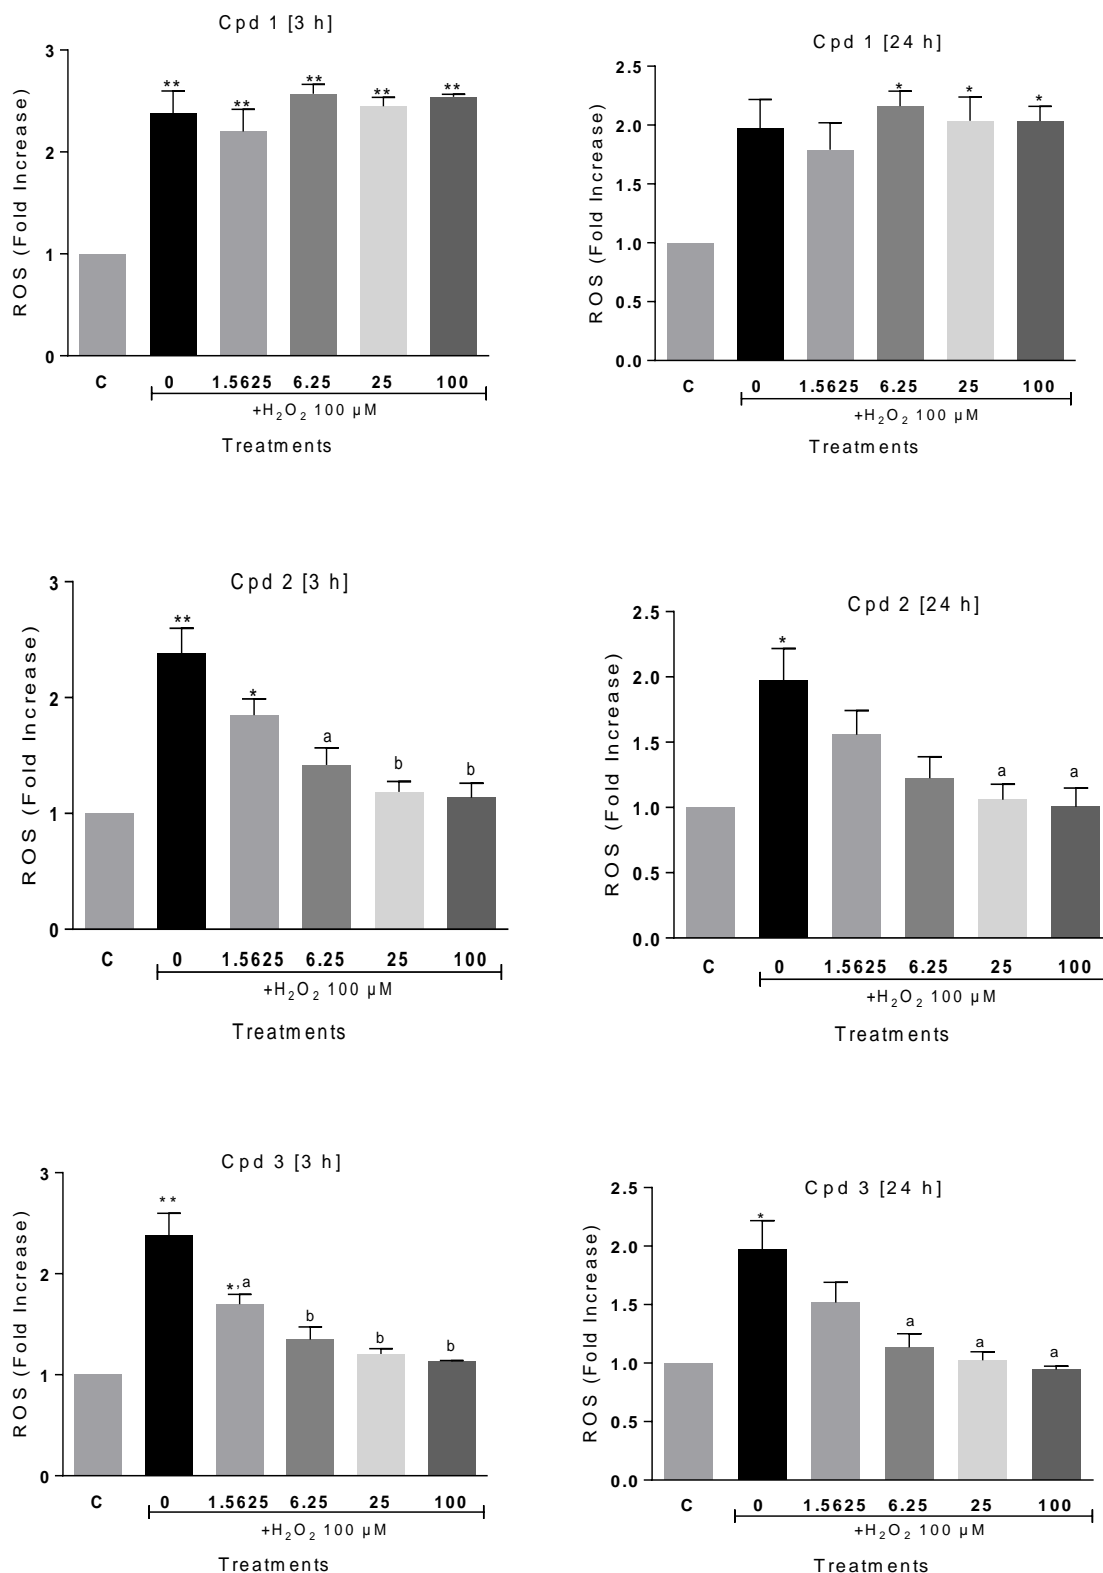 Cpd 1 [3 h]
ROS (Fold Increase)
3
2
1
0
** ** ** ** **
C 0 1.5625 6.25 25 100
+H₂O₂ 100 µM
Treatments
Cpd 1 [24 h]
ROS (Fold Increase)
2.5
2.0
1.5
1.0
0.5
0.0
* * *
C 0 1.5625 6.25 25 100
+H₂O₂ 100 µM
Treatments
Cpd 2 [3 h]
ROS (Fold Increase)
3
2
1
0
** * a b b
C 0 1.5625 6.25 25 100
+H₂O₂ 100 µM
Treatments
Cpd 2 [24 h]
ROS (Fold Increase)
2.5
2.0
1.5
1.0
0.5
0.0
* a a
C 0 1.5625 6.25 25 100
+H₂O₂ 100 µM
Treatments
Cpd 3 [3 h]
ROS (Fold Increase)
3
2
1
0
** *,a b b b
C 0 1.5625 6.25 25 100
+H₂O₂ 100 µM
Treatments
Cpd 3 [24 h]
ROS (Fold Increase)
2.5
2.0
1.5
1.0
0.5
0.0
* a a a
C 0 1.5625 6.25 25 100
+H₂O₂ 100 µM
Treatments